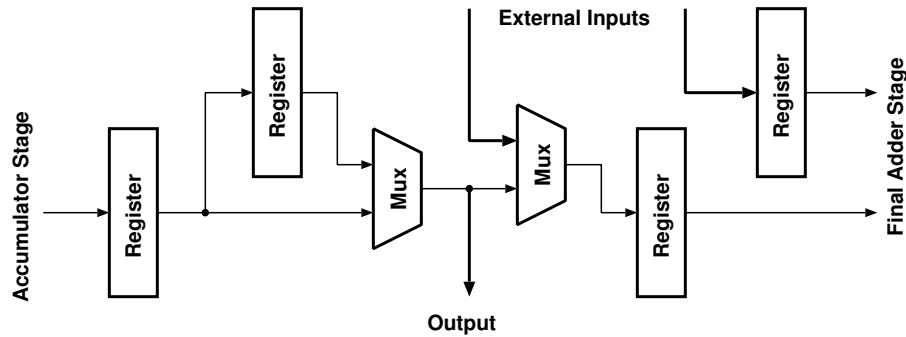 External Inputs
Register
Register
Accumulator Stage
Register
Mux
Mux
Register
Final Adder Stage
Output